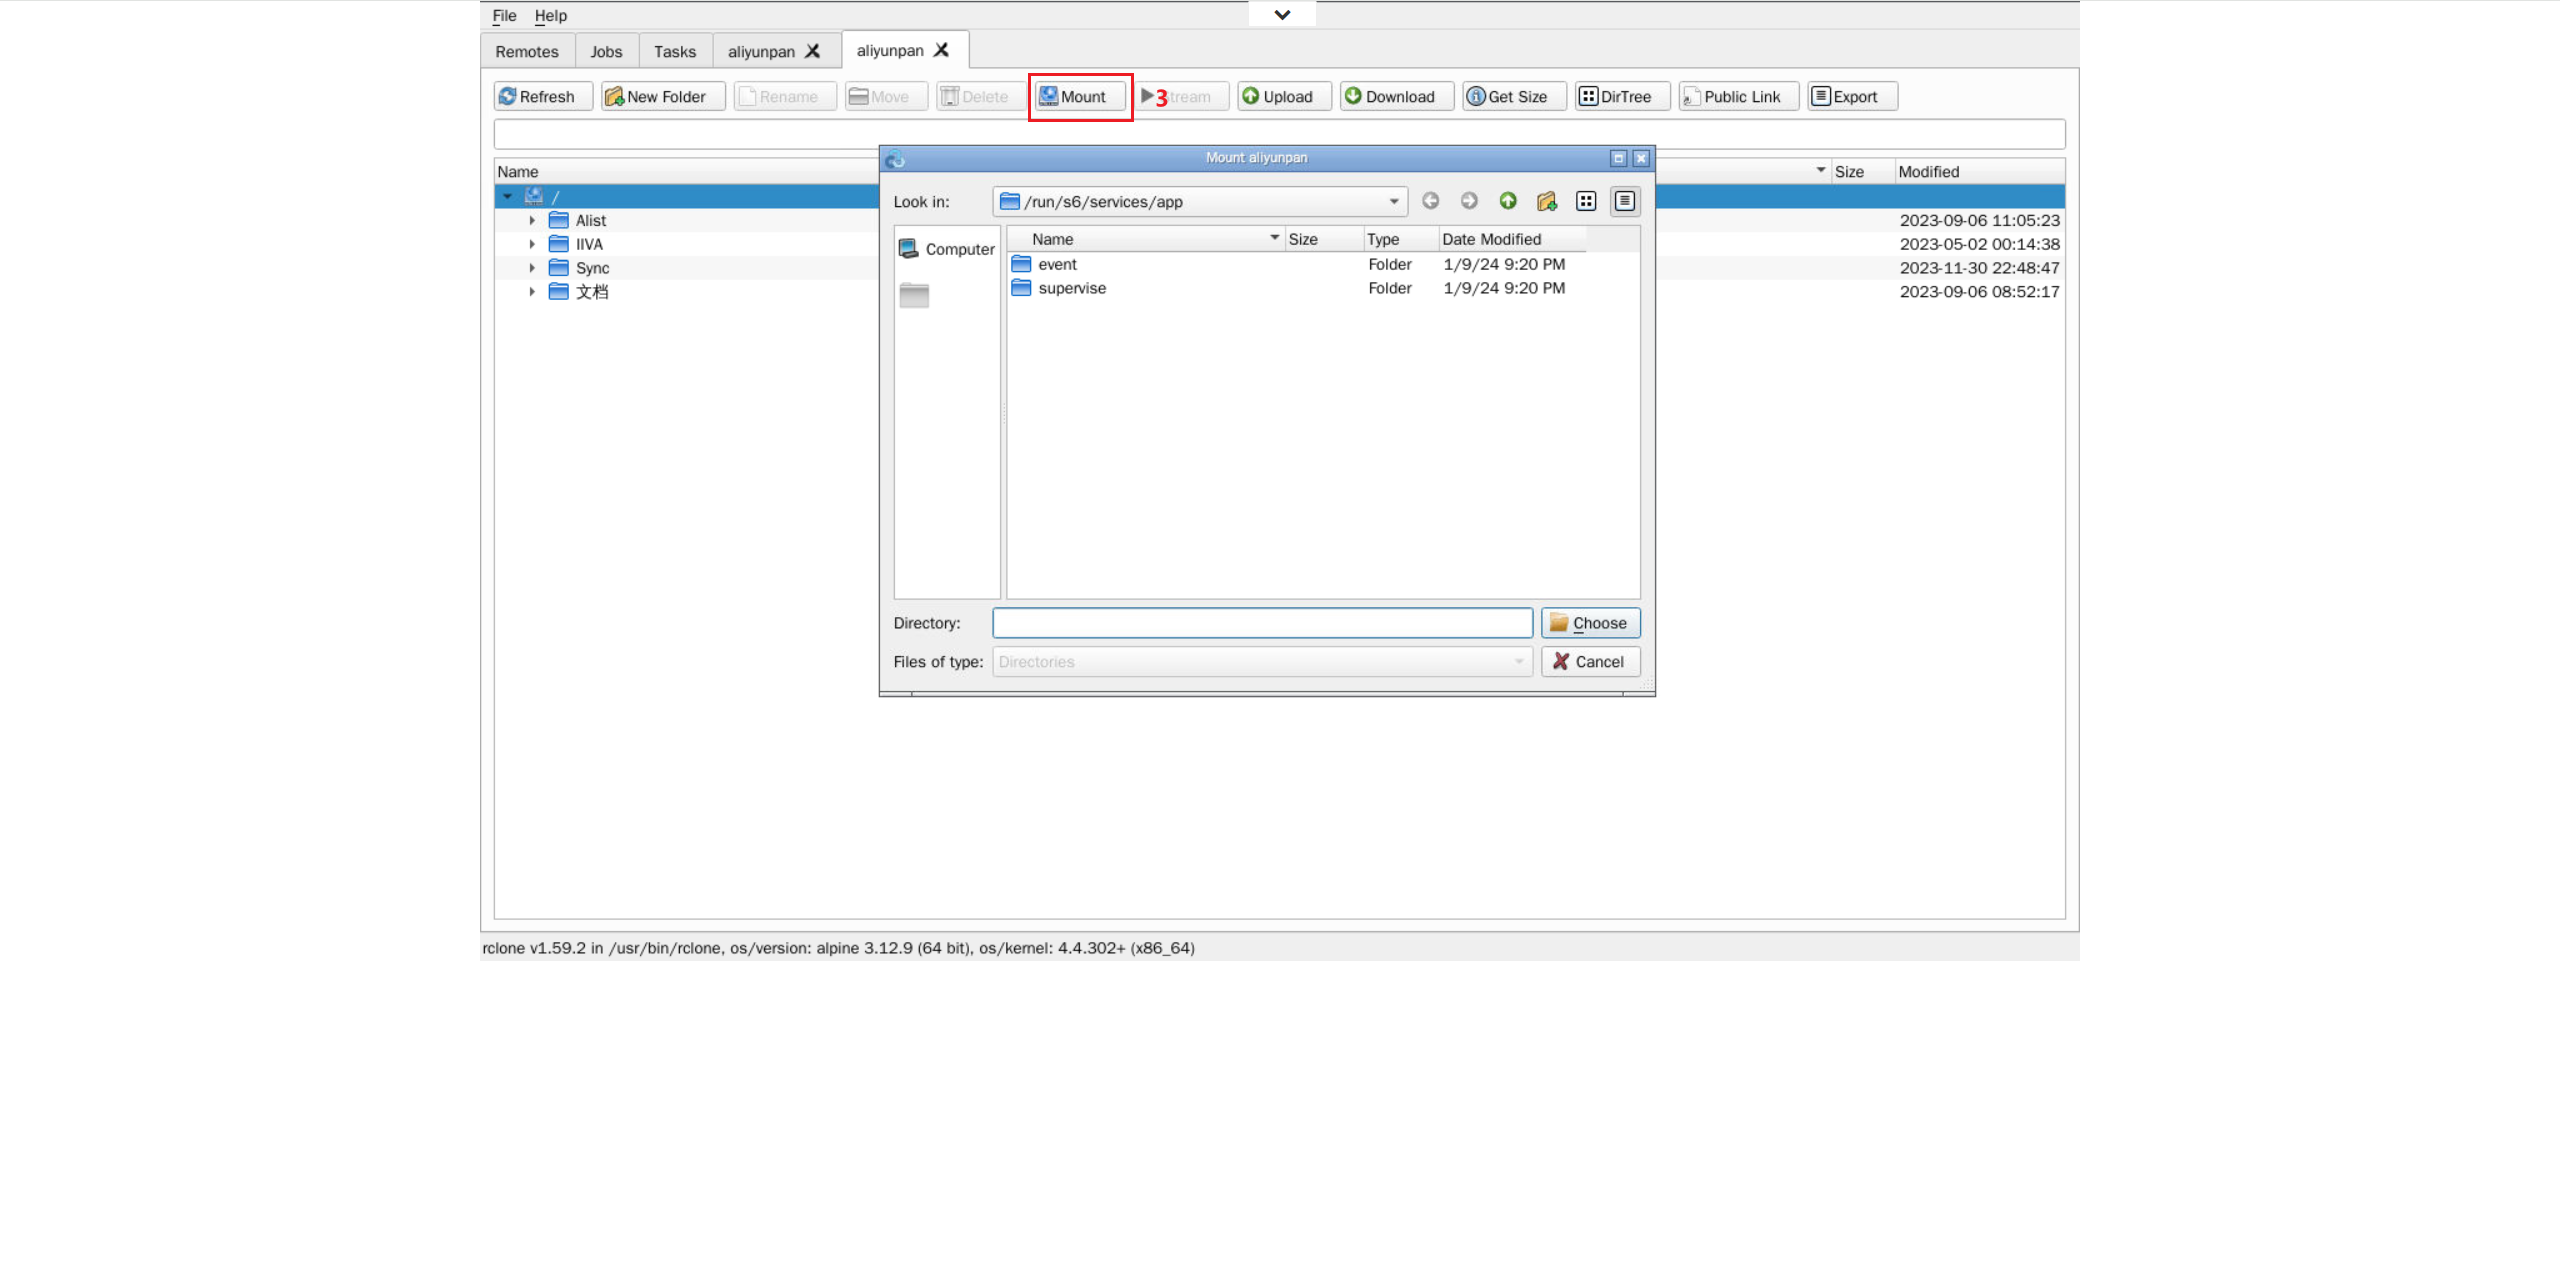 File Help
Remotes Jobs Tasks aliyunpan aliyunpan
Refresh New Folder Rename Move Delete Mount 3 tream Upload Download Get Size DirTree Public Link Export
Mount aliyunpan
Name Size Modified
/
Look in: /run/s6/services/app
Alist 2023-09-06 11:05:23
IIVA 2023-05-02 00:14:38
Sync 2023-11-30 22:48:47
文档 2023-09-06 08:52:17
Computer
Name Size Type Date Modified
event Folder 1/9/24 9:20 PM
supervise Folder 1/9/24 9:20 PM
Directory: Choose
Files of type: Directories Cancel
rclone v1.59.2 in /usr/bin/rclone, os/version: alpine 3.12.9 (64 bit), os/kernel: 4.4.302+ (x86_64)